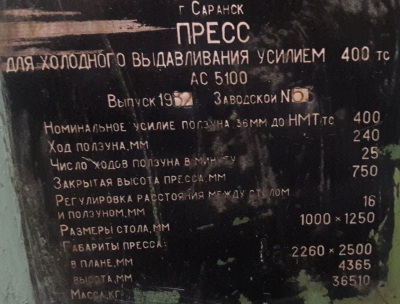 г Саранск
ПРЕСС
ДЛЯ ХОЛОДНОГО ВЫДАВЛИВАНИЯ УСИЛИЕМ 400 тс
АС 5100
Выпуск 1982 Заводской №
Номинальное усилие ползуна 36мм до НМТ, тс 400
Ход ползуна, мм 240
Число ходов ползуна в минуту 25
Закрытая высота пресса, мм 750
Регулировка расстояния между столом
и ползуном, мм 16
Размеры стола, мм 1000×1250
Габариты пресса:
в плане, мм 2260×2500
высота, мм 4365
Масса, кг 36510